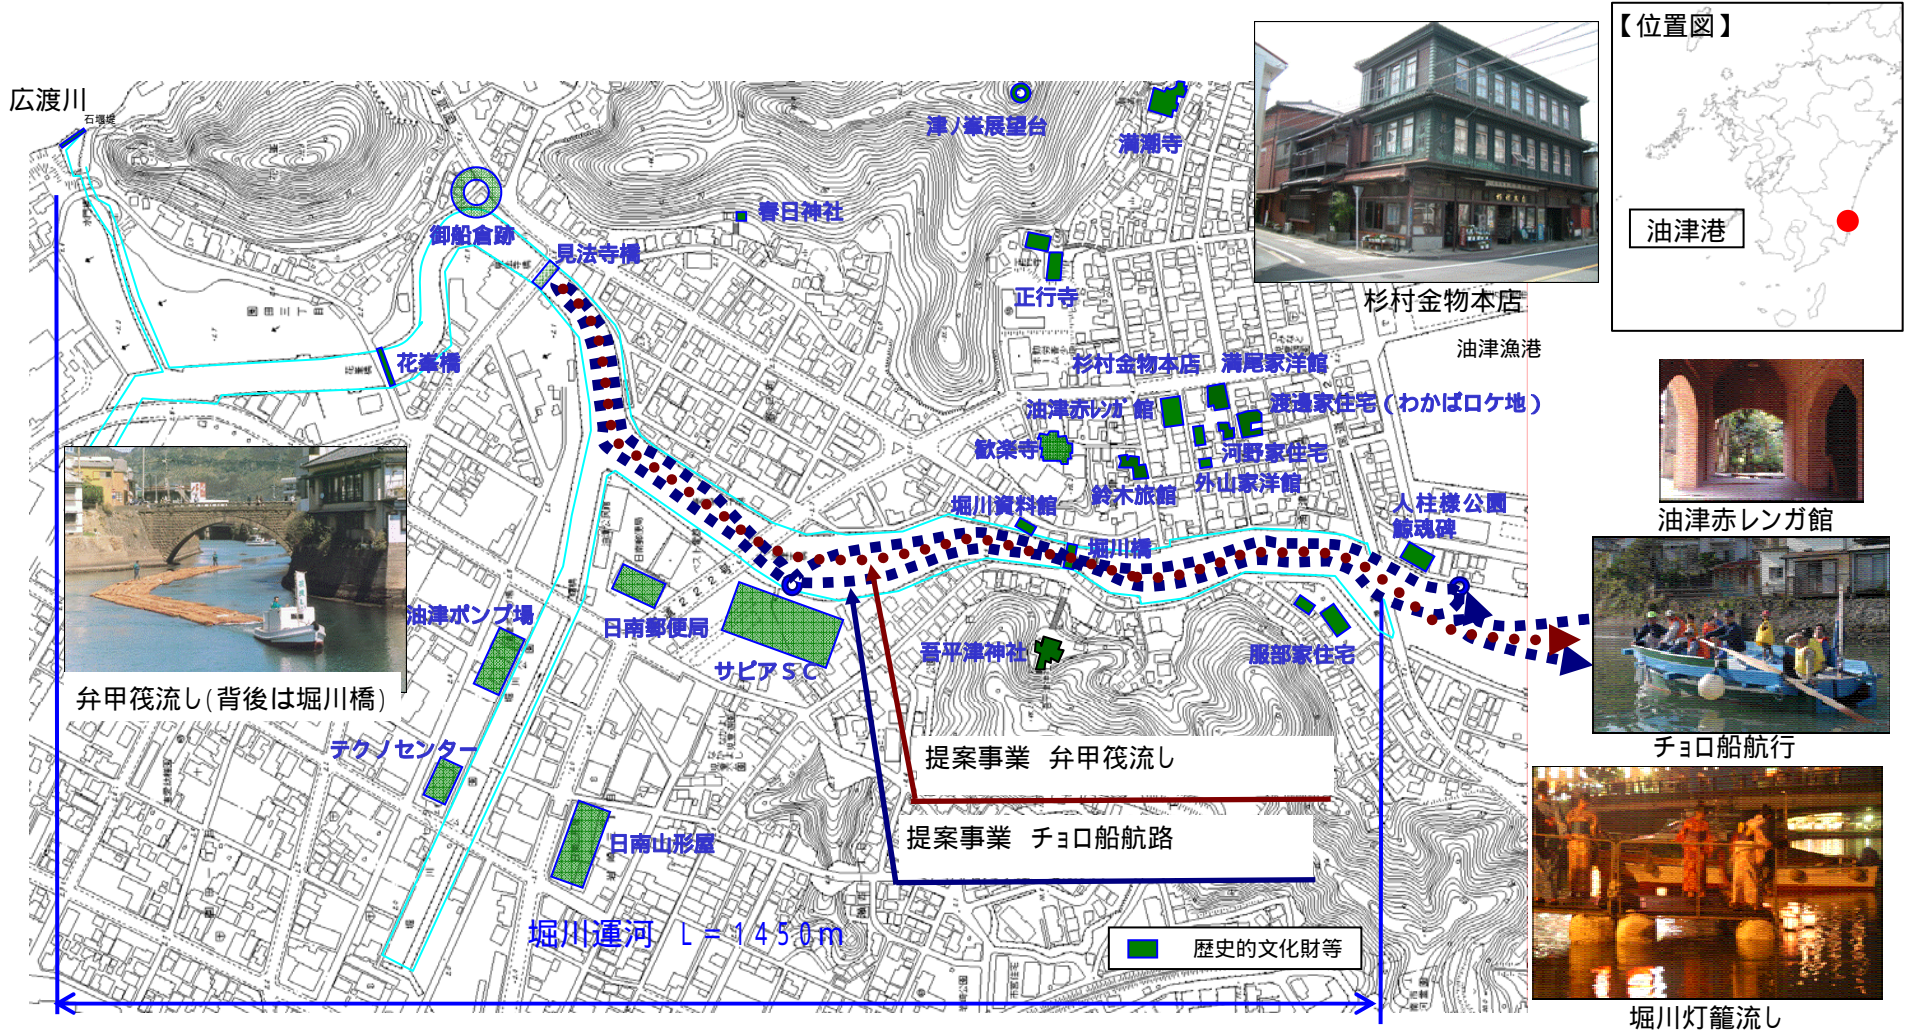 【位置図】
油津港
広渡川
石堰堤
津ノ峯展望台
満潮寺
春日神社
御船倉跡
見法寺橋
正行寺
杉村金物本店
油津漁港
花峯橋
杉村金物本店
満尾家洋館
油津赤レンガ館
渡邊家住宅(わかばロケ地)
歓楽寺
河野家住宅
鈴木旅館
外山家洋館
堀川資料館
人柱様公園
鯨魂碑
堀川橋
油津赤レンガ館
油津ポンプ場
日南郵便局
サピアSC
吾平津神社
服部家住宅
弁甲筏流し(背後は堀川橋)
チョロ船航行
テクノセンター
提案事業 弁甲筏流し
提案事業 チョロ船航路
日南山形屋
堀川運河 L=1450m
歴史的文化財等
堀川灯籠流し